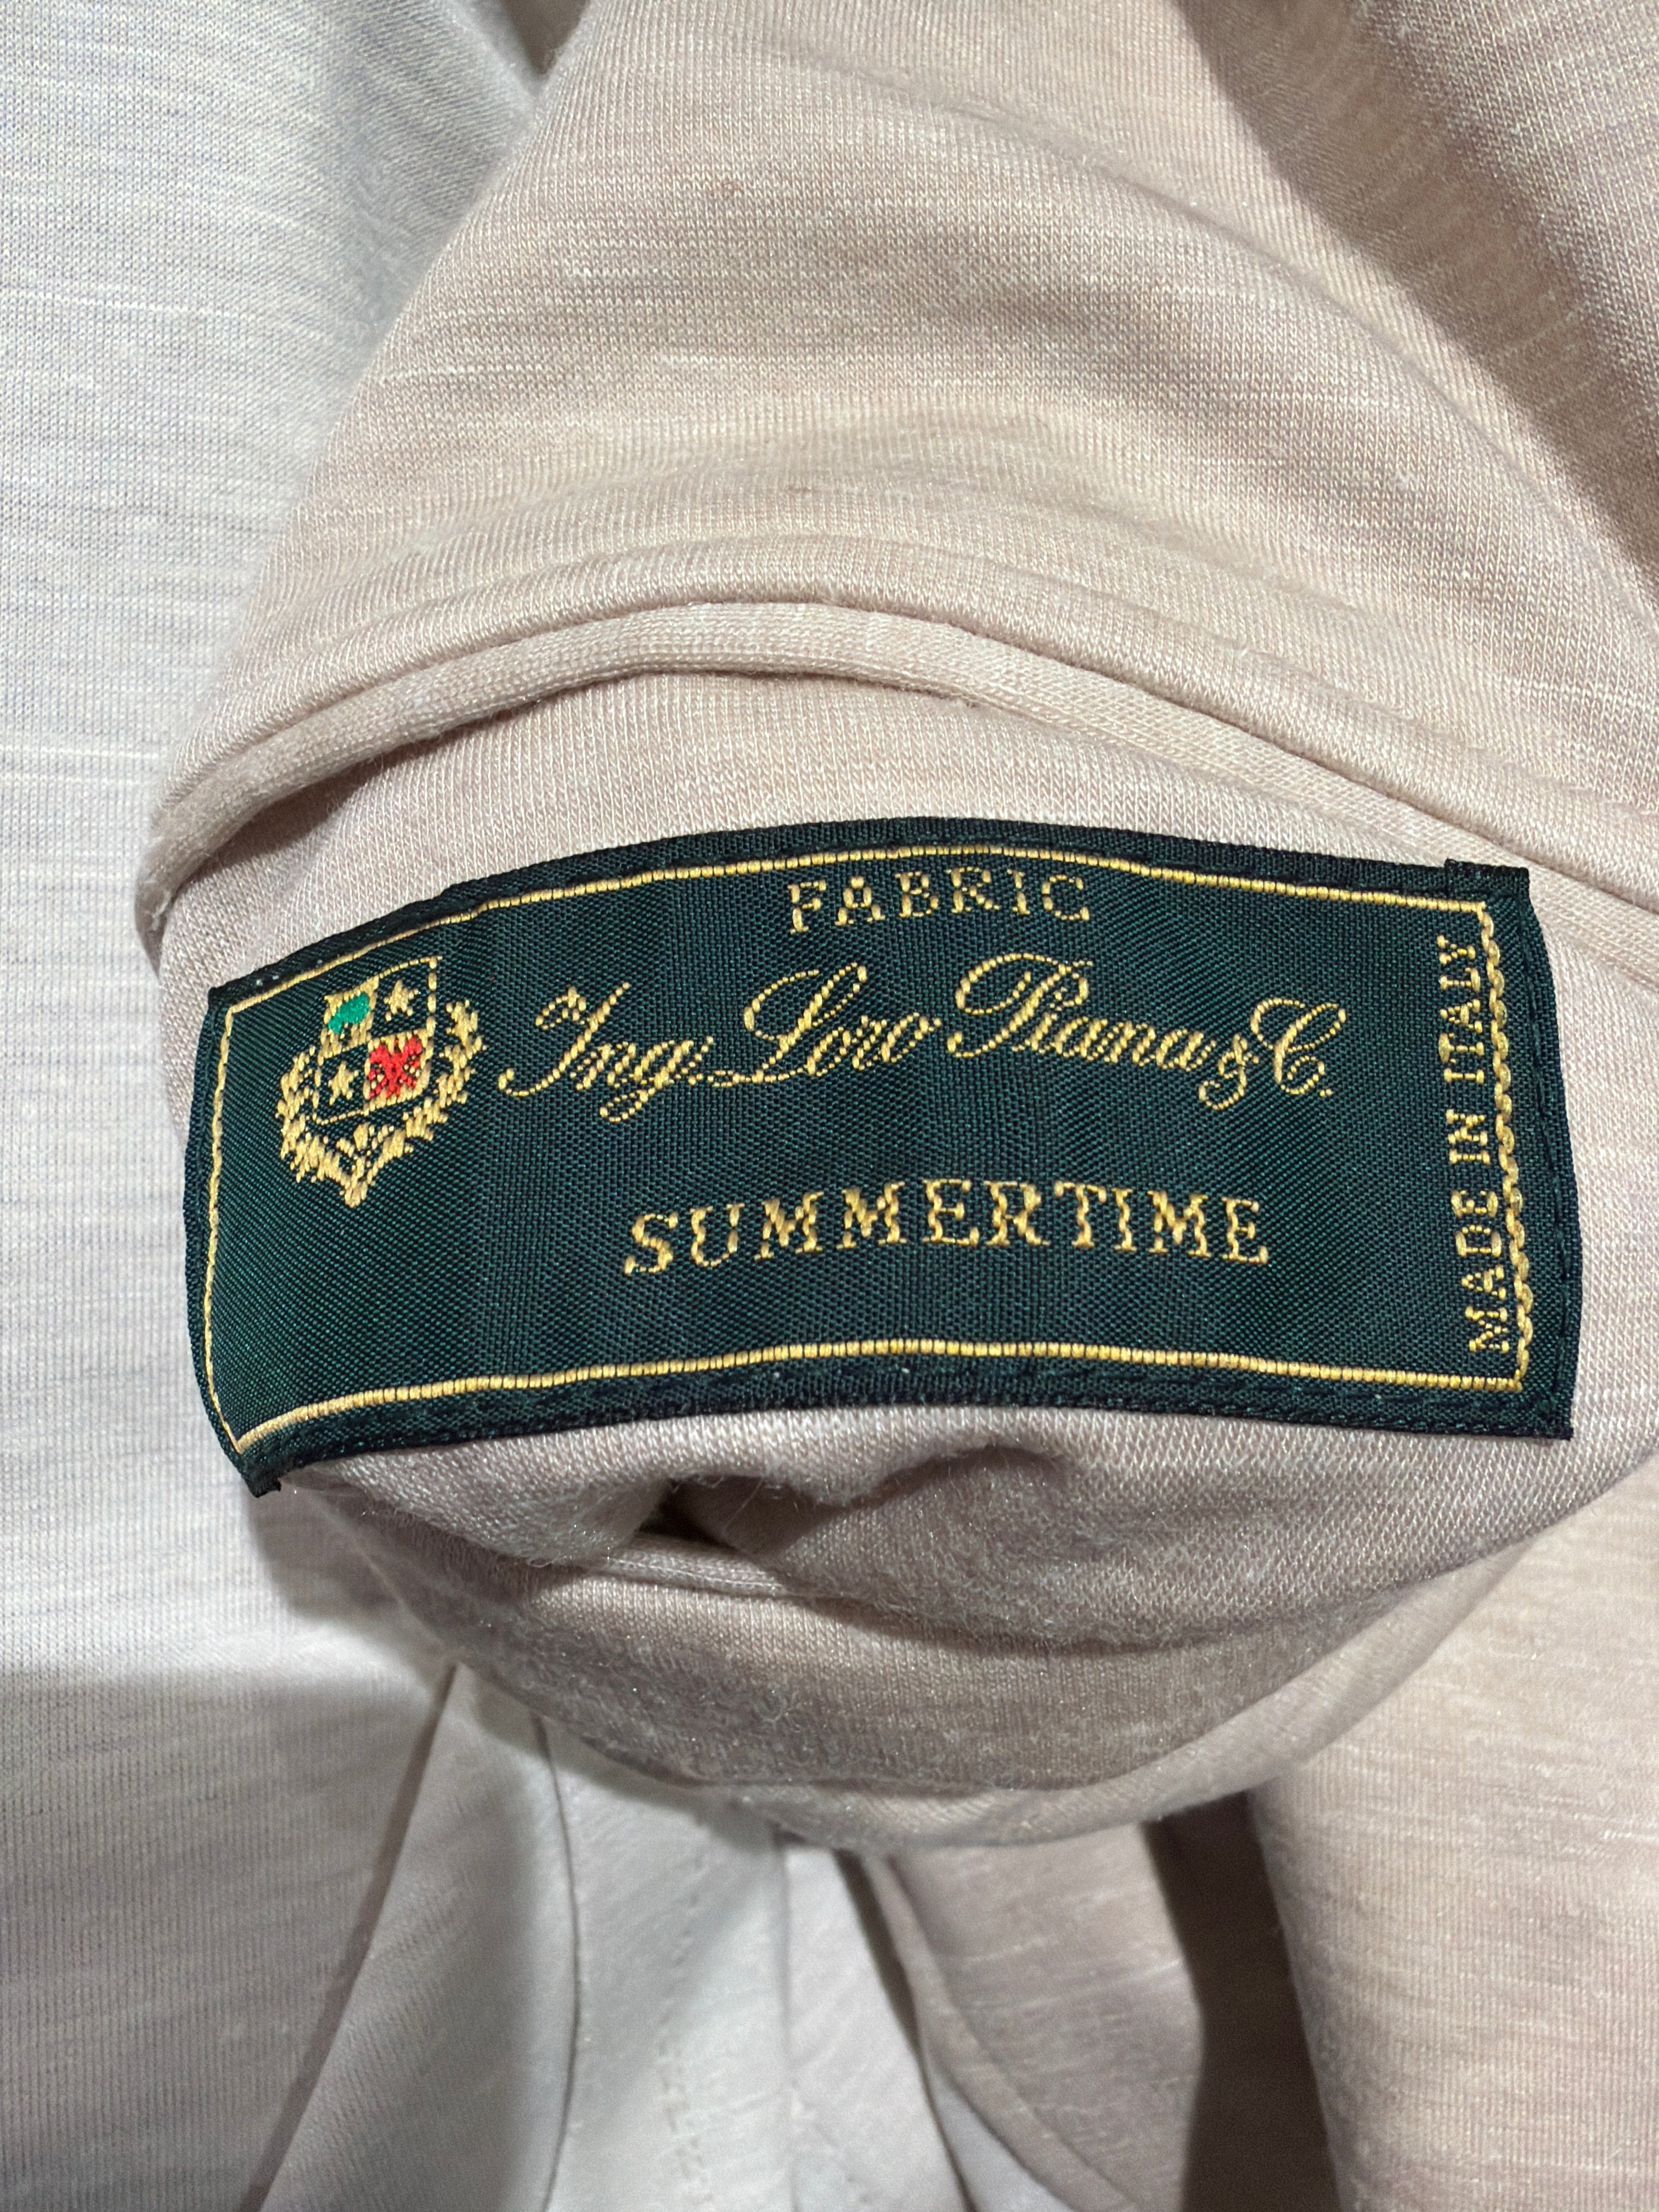 FABRIC
Ing. Loro Piana & C.
SUMMERTIME
MADE IN ITALY